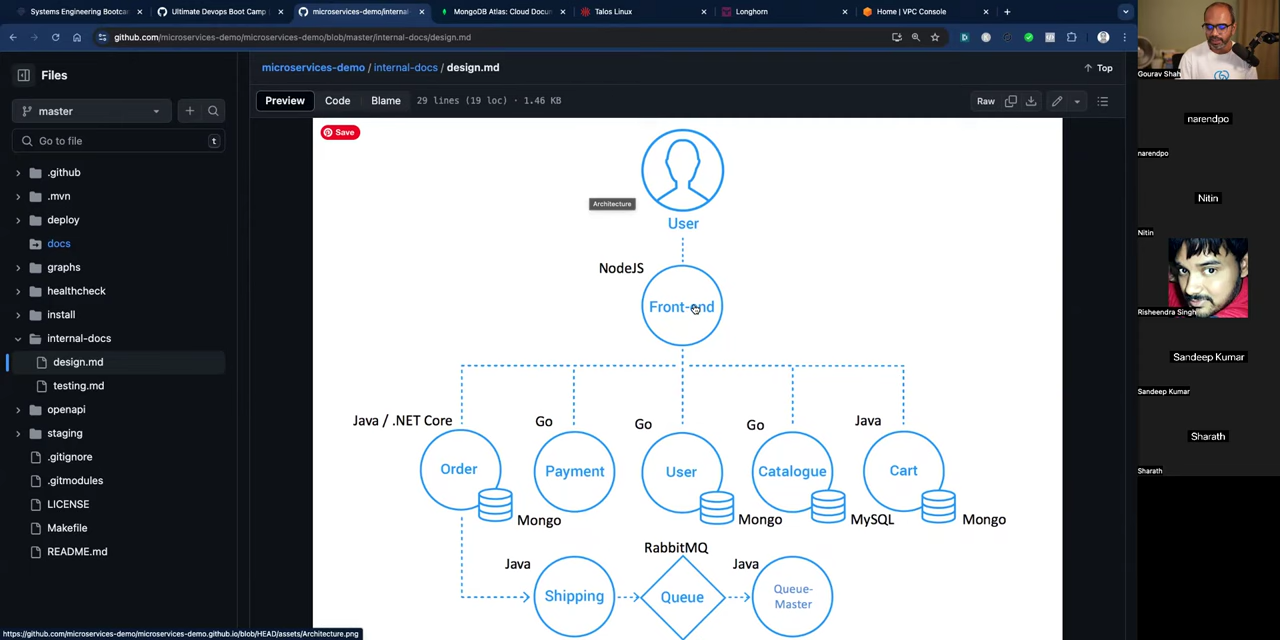 Systems Engineering Bootcam
Ultimate Devops Boot Camp
microservices-demo/internal
MongoDB Atlas: Cloud Docum
Talos Linux
Longhorn
Home | VPC Console
github.com/microservices-demo/microservices-demo/blob/master/internal-docs/design.md
Files
master
Go to file
t
.github
.mvn
deploy
docs
graphs
healthcheck
install
internal-docs
design.md
testing.md
openapi
staging
.gitignore
.gitmodules
LICENSE
Makefile
README.md
microservices-demo / internal-docs / design.md
Top
Preview
Code
Blame
29 lines (19 loc) · 1.46 KB
Raw
Save
Architecture
User
NodeJS
Front-end
Java / .NET Core
Go
Go
Go
Java
Order
Payment
User
Catalogue
Cart
Mongo
Mongo
MySQL
Mongo
Java
RabbitMQ
Java
Shipping
Queue
Queue-
Master
https://github.com/microservices-demo/microservices-demo.github.io/blob/HEAD/assets/Architecture.png
Gourav Shah
narendpo
narendpo
Nitin
Nitin
Risheendra Singh
Sandeep Kumar
Sandeep Kumar
Sharath
Sharath